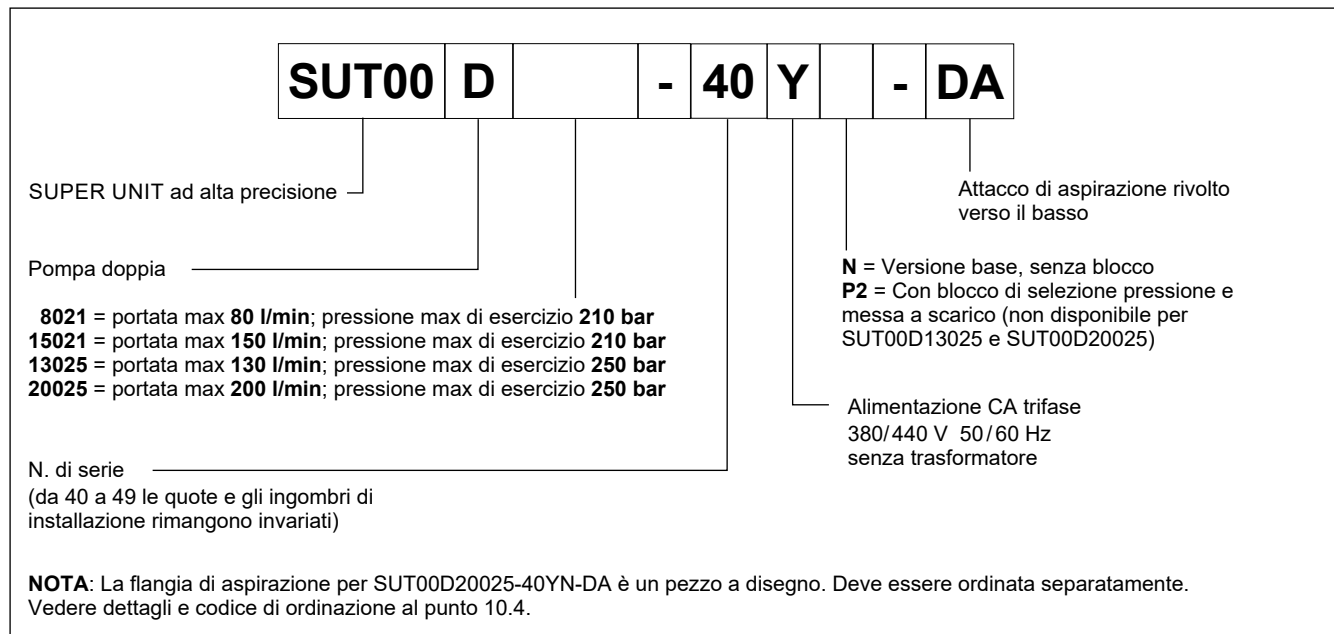 SUT00 D - 40 Y - DA
SUPER UNIT ad alta precisione
Attacco di aspirazione rivolto
verso il basso
Pompa doppia
N = Versione base, senza blocco
P2 = Con blocco di selezione pressione e
messa a scarico (non disponibile per
SUT00D13025 e SUT00D20025)
8021 = portata max 80 l/min; pressione max di esercizio 210 bar
15021 = portata max 150 l/min; pressione max di esercizio 210 bar
13025 = portata max 130 l/min; pressione max di esercizio 250 bar
20025 = portata max 200 l/min; pressione max di esercizio 250 bar
Alimentazione CA trifase
380/440 V 50/60 Hz
senza trasformatore
N. di serie
(da 40 a 49 le quote e gli ingombri di
installazione rimangono invariati)
NOTA: La flangia di aspirazione per SUT00D20025-40YN-DA è un pezzo a disegno. Deve essere ordinata separatamente.
Vedere dettagli e codice di ordinazione al punto 10.4.